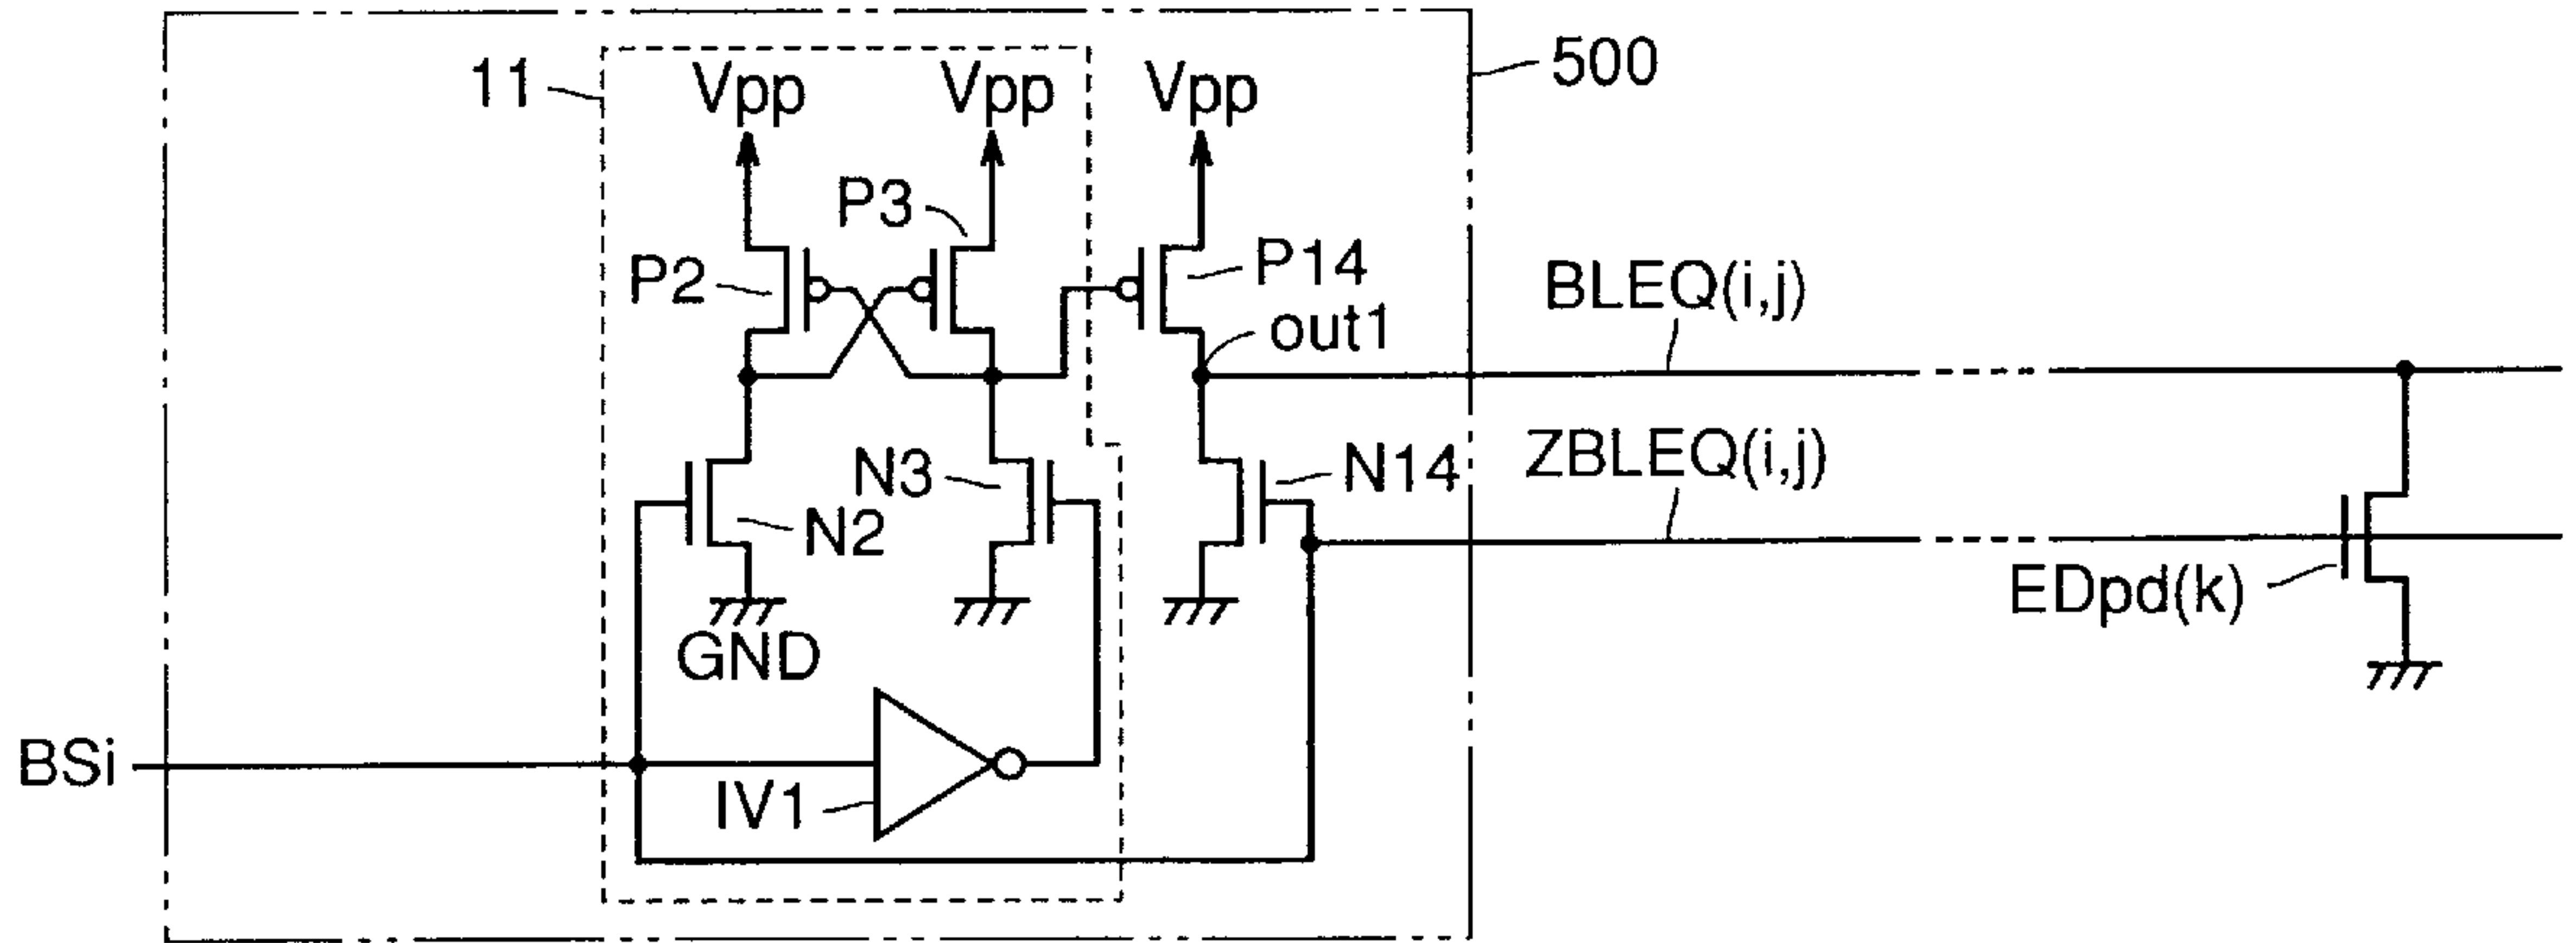 11
Vpp
Vpp
Vpp
500
P3
P2
P14
out1
BLEQ(i,j)
N3
N14
ZBLEQ(i,j)
N2
EDpd(k)
GND
BSi
IV1